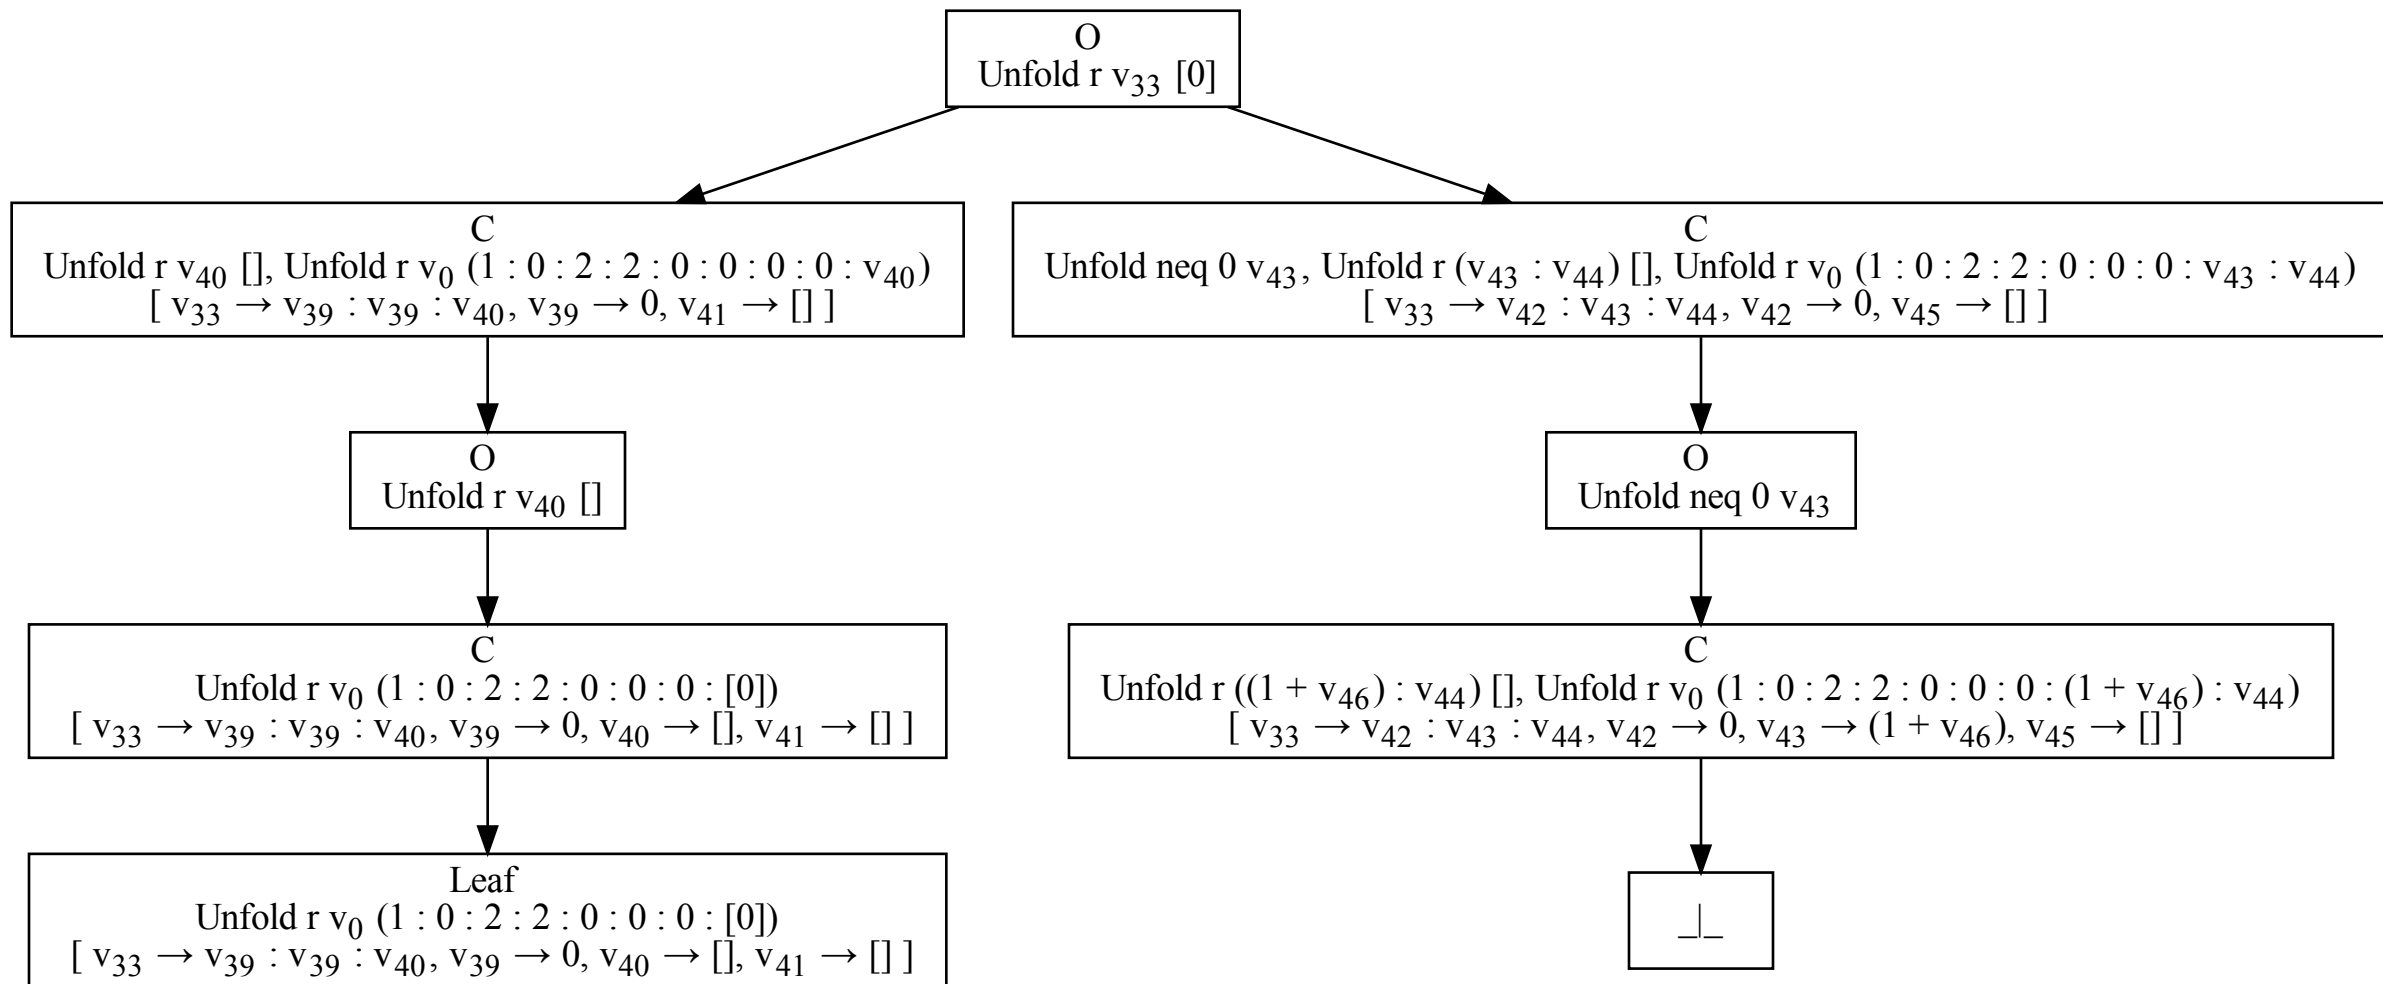 O
Unfold r v₃₃ [0]
C
Unfold r v₄₀ [], Unfold r v₀ (1 : 0 : 2 : 2 : 0 : 0 : 0 : 0 : v₄₀)
[ v₃₃ → v₃₉ : v₃₉ : v₄₀, v₃₉ → 0, v₄₁ → [] ]
C
Unfold neq 0 v₄₃, Unfold r (v₄₃ : v₄₄) [], Unfold r v₀ (1 : 0 : 2 : 2 : 0 : 0 : 0 : v₄₃ : v₄₄)
[ v₃₃ → v₄₂ : v₄₃ : v₄₄, v₄₂ → 0, v₄₅ → [] ]
O
Unfold r v₄₀ []
O
Unfold neq 0 v₄₃
C
Unfold r v₀ (1 : 0 : 2 : 2 : 0 : 0 : 0 : [0])
[ v₃₃ → v₃₉ : v₃₉ : v₄₀, v₃₉ → 0, v₄₀ → [], v₄₁ → [] ]
C
Unfold r ((1 + v₄₆) : v₄₄) [], Unfold r v₀ (1 : 0 : 2 : 2 : 0 : 0 : 0 : (1 + v₄₆) : v₄₄)
[ v₃₃ → v₄₂ : v₄₃ : v₄₄, v₄₂ → 0, v₄₃ → (1 + v₄₆), v₄₅ → [] ]
Leaf
Unfold r v₀ (1 : 0 : 2 : 2 : 0 : 0 : 0 : [0])
[ v₃₃ → v₃₉ : v₃₉ : v₄₀, v₃₉ → 0, v₄₀ → [], v₄₁ → [] ]
_|_